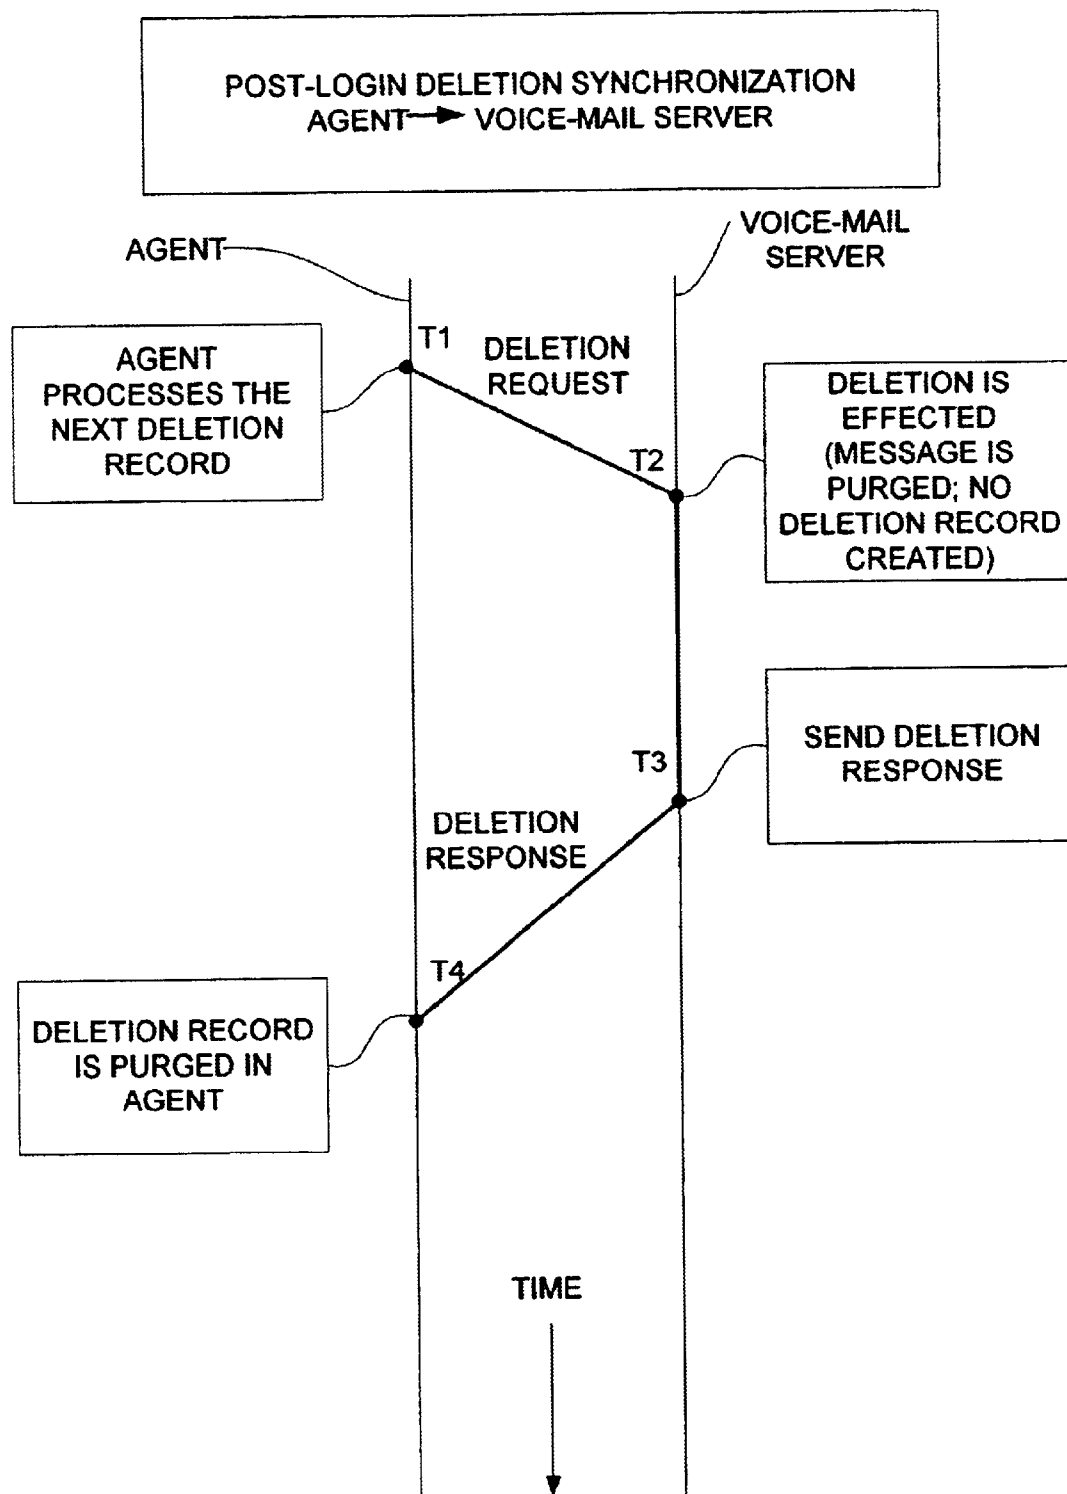 POST-LOGIN DELETION SYNCHRONIZATION
AGENT VOICE-MAIL SERVER
AGENT
VOICE-MAIL
SERVER
T1
DELETION
REQUEST
AGENT
PROCESSES THE
NEXT DELETION
RECORD
T2
DELETION IS
EFFECTED
(MESSAGE IS
PURGED; NO
DELETION RECORD
CREATED)
T3
SEND DELETION
RESPONSE
DELETION
RESPONSE
T4
DELETION RECORD
IS PURGED IN
AGENT
TIME